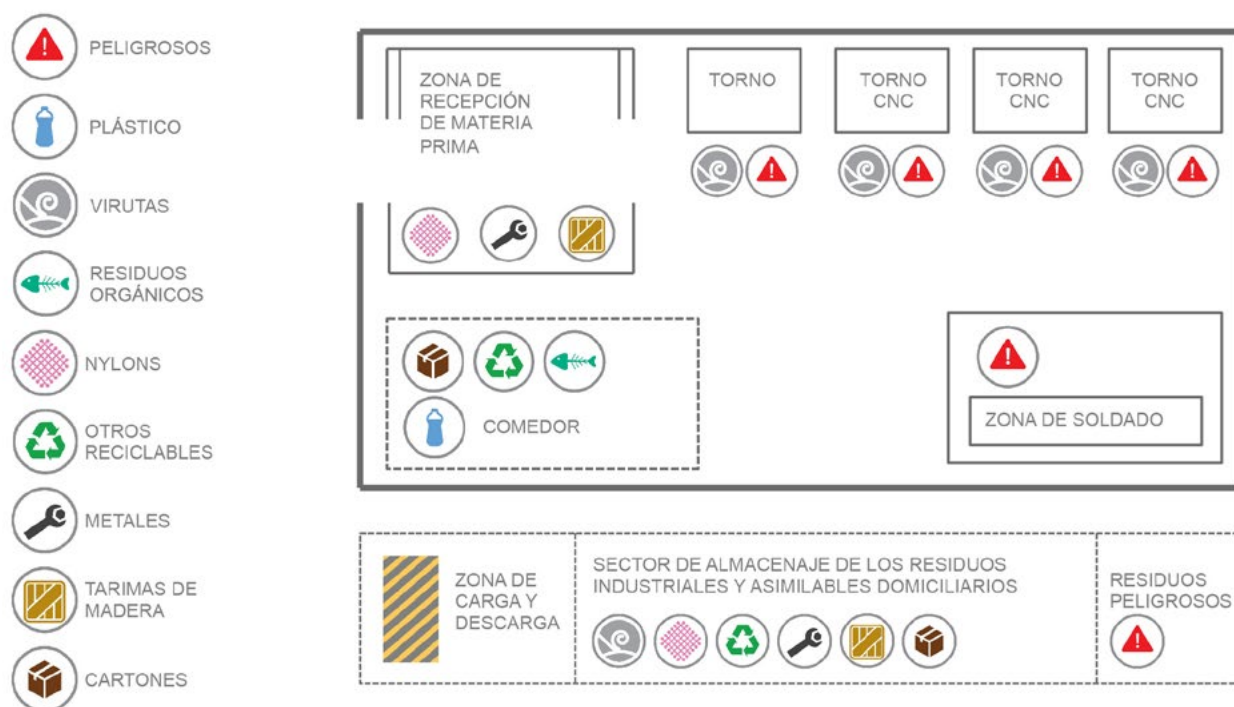 PELIGROSOS
PLÁSTICO
VIRUTAS
RESIDUOS
ORGÁNICOS
NYLONS
OTROS
RECICLABLES
METALES
TARIMAS DE
MADERA
CARTONES
ZONA DE
RECEPCIÓN
DE MATERIA
PRIMA
TORNO
TORNO
CNC
TORNO
CNC
TORNO
CNC
COMEDOR
ZONA DE SOLDADO
ZONA DE
CARGA Y
DESCARGA
SECTOR DE ALMACENAJE DE LOS RESIDUOS
INDUSTRIALES Y ASIMILABLES DOMICILIARIOS
RESIDUOS
PELIGROSOS